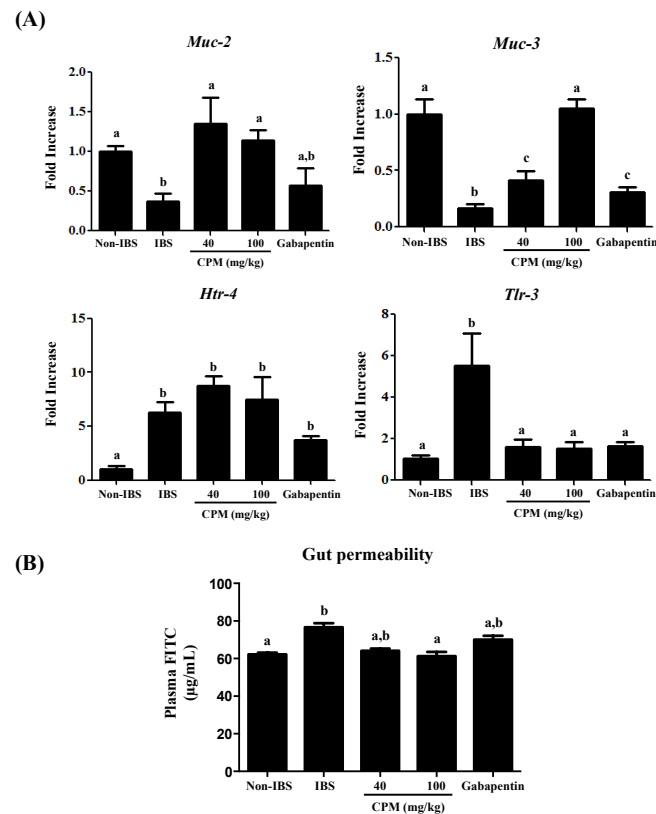 (A)
Muc-2
Fold Increase
2.0
1.5
1.0
0.5
0.0
a
b
a
a
a,b
Non-IBS IBS 40 100 Gabapentin
CPM (mg/kg)
Muc-3
Fold Increase
1.5
1.0
0.5
0.0
a
b
c
a
c
Non-IBS IBS 40 100 Gabapentin
CPM (mg/kg)
Htr-4
Fold Increase
15
10
5
0
a
b
b
b
b
Non-IBS IBS 40 100 Gabapentin
CPM (mg/kg)
Tlr-3
Fold Increase
8
6
4
2
0
a
b
a
a
a
Non-IBS IBS 40 100 Gabapentin
CPM (mg/kg)
(B)
Gut permeability
Plasma FITC
(µg/mL)
100
80
60
40
20
0
a
b
a,b
a
a,b
Non-IBS IBS 40 100 Gabapentin
CPM (mg/kg)